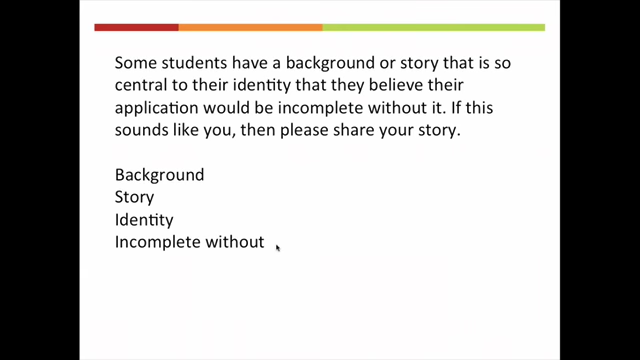 Some students have a background or story that is so
central to their identity that they believe their
application would be incomplete without it. If this
sounds like you, then please share your story.
Background
Story
Identity
Incomplete without